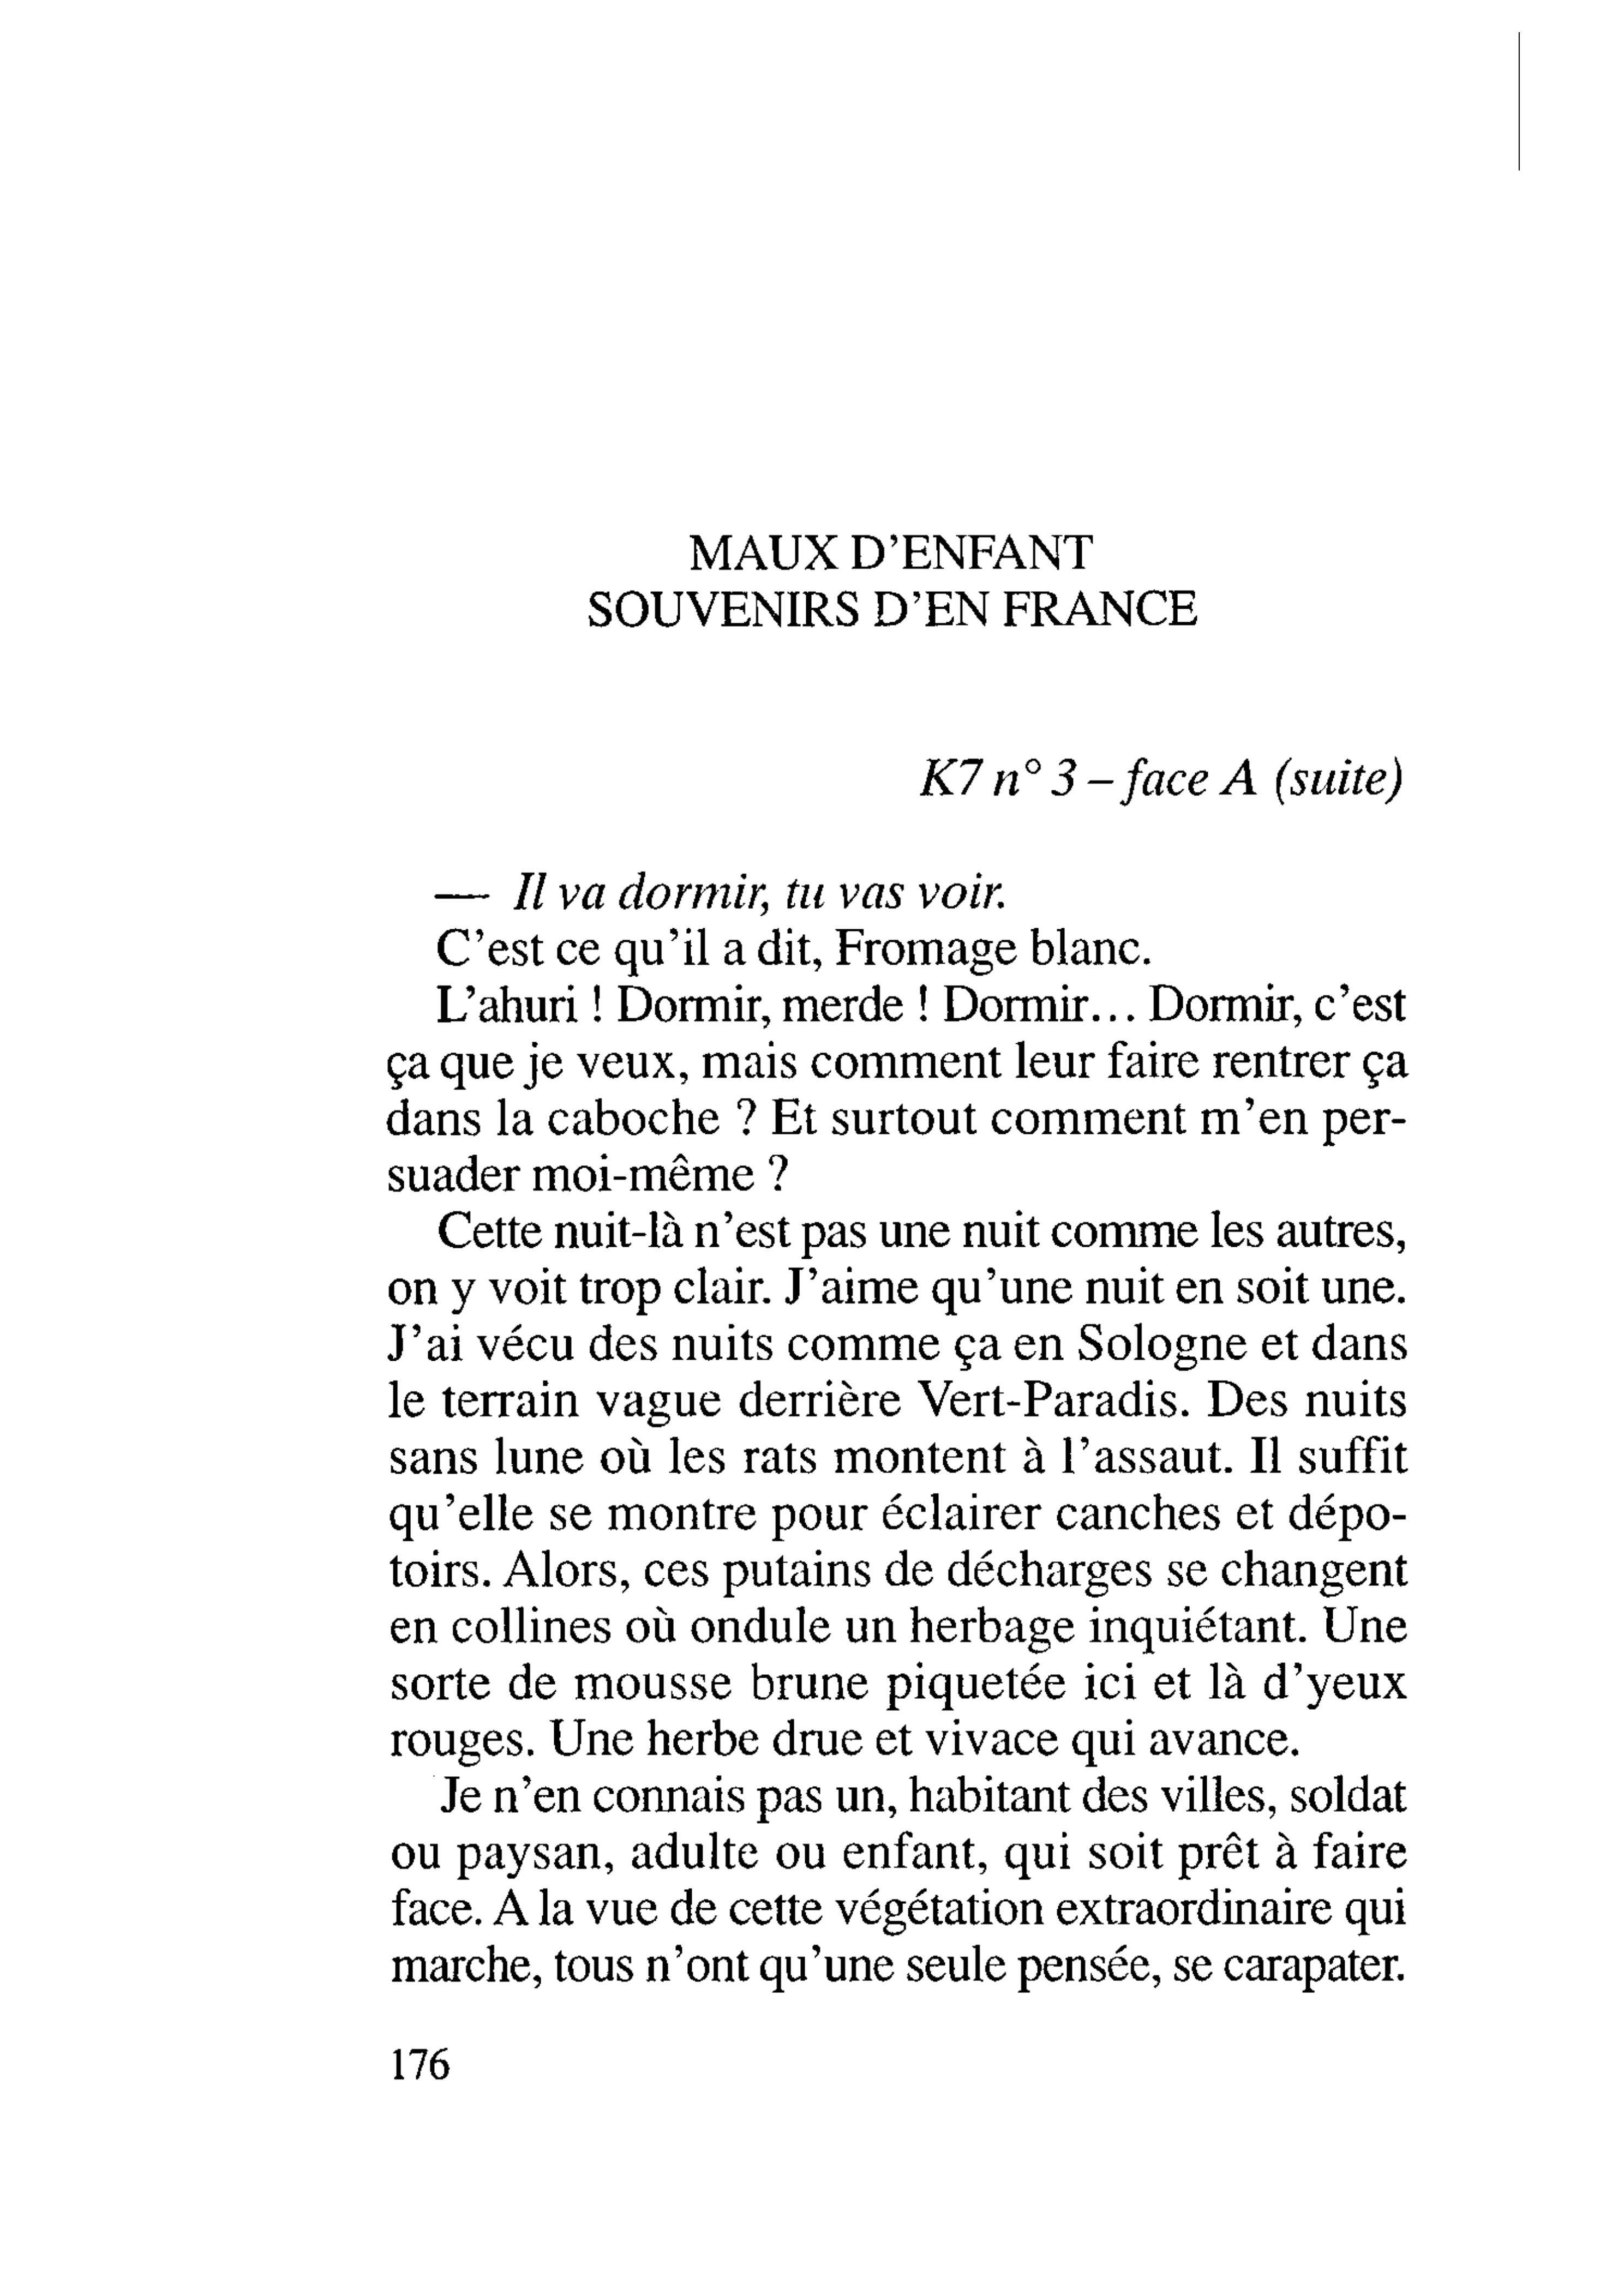 MAUX D'ENFANT
SOUVENIRS D'EN FRANCE
K7 n° 3 – face A (suite)
— Il va dormir, tu vas voir.
C'est ce qu'il a dit, Fromage blanc.
L'ahuri ! Dormir, merde ! Dormir... Dormir, c'est
ça que je veux, mais comment leur faire rentrer ça
dans la caboche ? Et surtout comment m'en per-
suader moi-même ?
Cette nuit-là n'est pas une nuit comme les autres,
on y voit trop clair. J'aime qu'une nuit en soit une.
J'ai vécu des nuits comme ça en Sologne et dans
le terrain vague derrière Vert-Paradis. Des nuits
sans lune où les rats montent à l'assaut. Il suffit
qu'elle se montre pour éclairer canches et dépo-
toirs. Alors, ces putains de décharges se changent
en collines où ondule un herbage inquiétant. Une
sorte de mousse brune piquetée ici et là d'yeux
rouges. Une herbe drue et vivace qui avance.
Je n'en connais pas un, habitant des villes, soldat
ou paysan, adulte ou enfant, qui soit prêt à faire
face. A la vue de cette végétation extraordinaire qui
marche, tous n'ont qu'une seule pensée, se carapater.
176